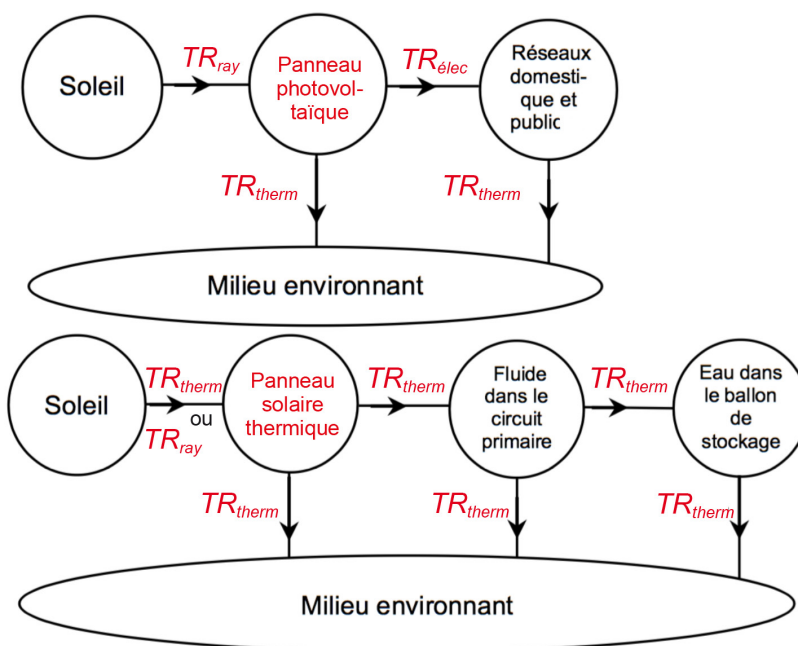 TRray
TRélec
Soleil
Panneau
photovol-
taïque
Réseaux
domesti-
que et
public
TRtherm
TRtherm
Milieu environnant
Soleil
TRtherm
ou
TRray
Panneau
solaire
thermique
TRtherm
Fluide
dans le
circuit
primaire
TRtherm
Eau dans
le ballon
de
stockage
TRtherm
TRtherm
TRtherm
Milieu environnant